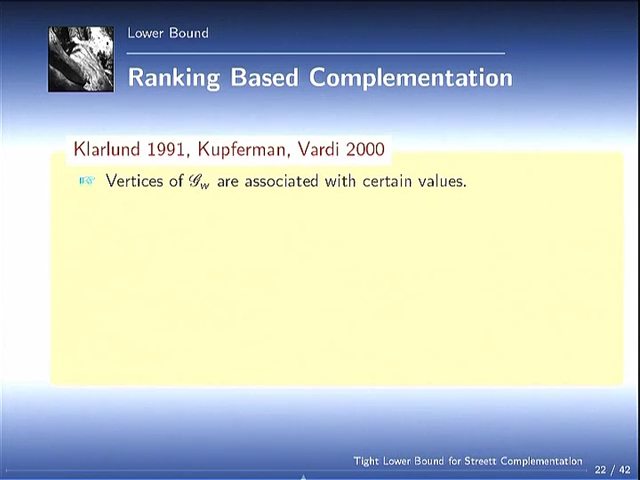 Lower Bound
Ranking Based Complementation
Klarlund 1991, Kupferman, Vardi 2000
☞ Vertices of 𝒢w are associated with certain values.
Tight Lower Bound for Streett Complementation
22 / 42